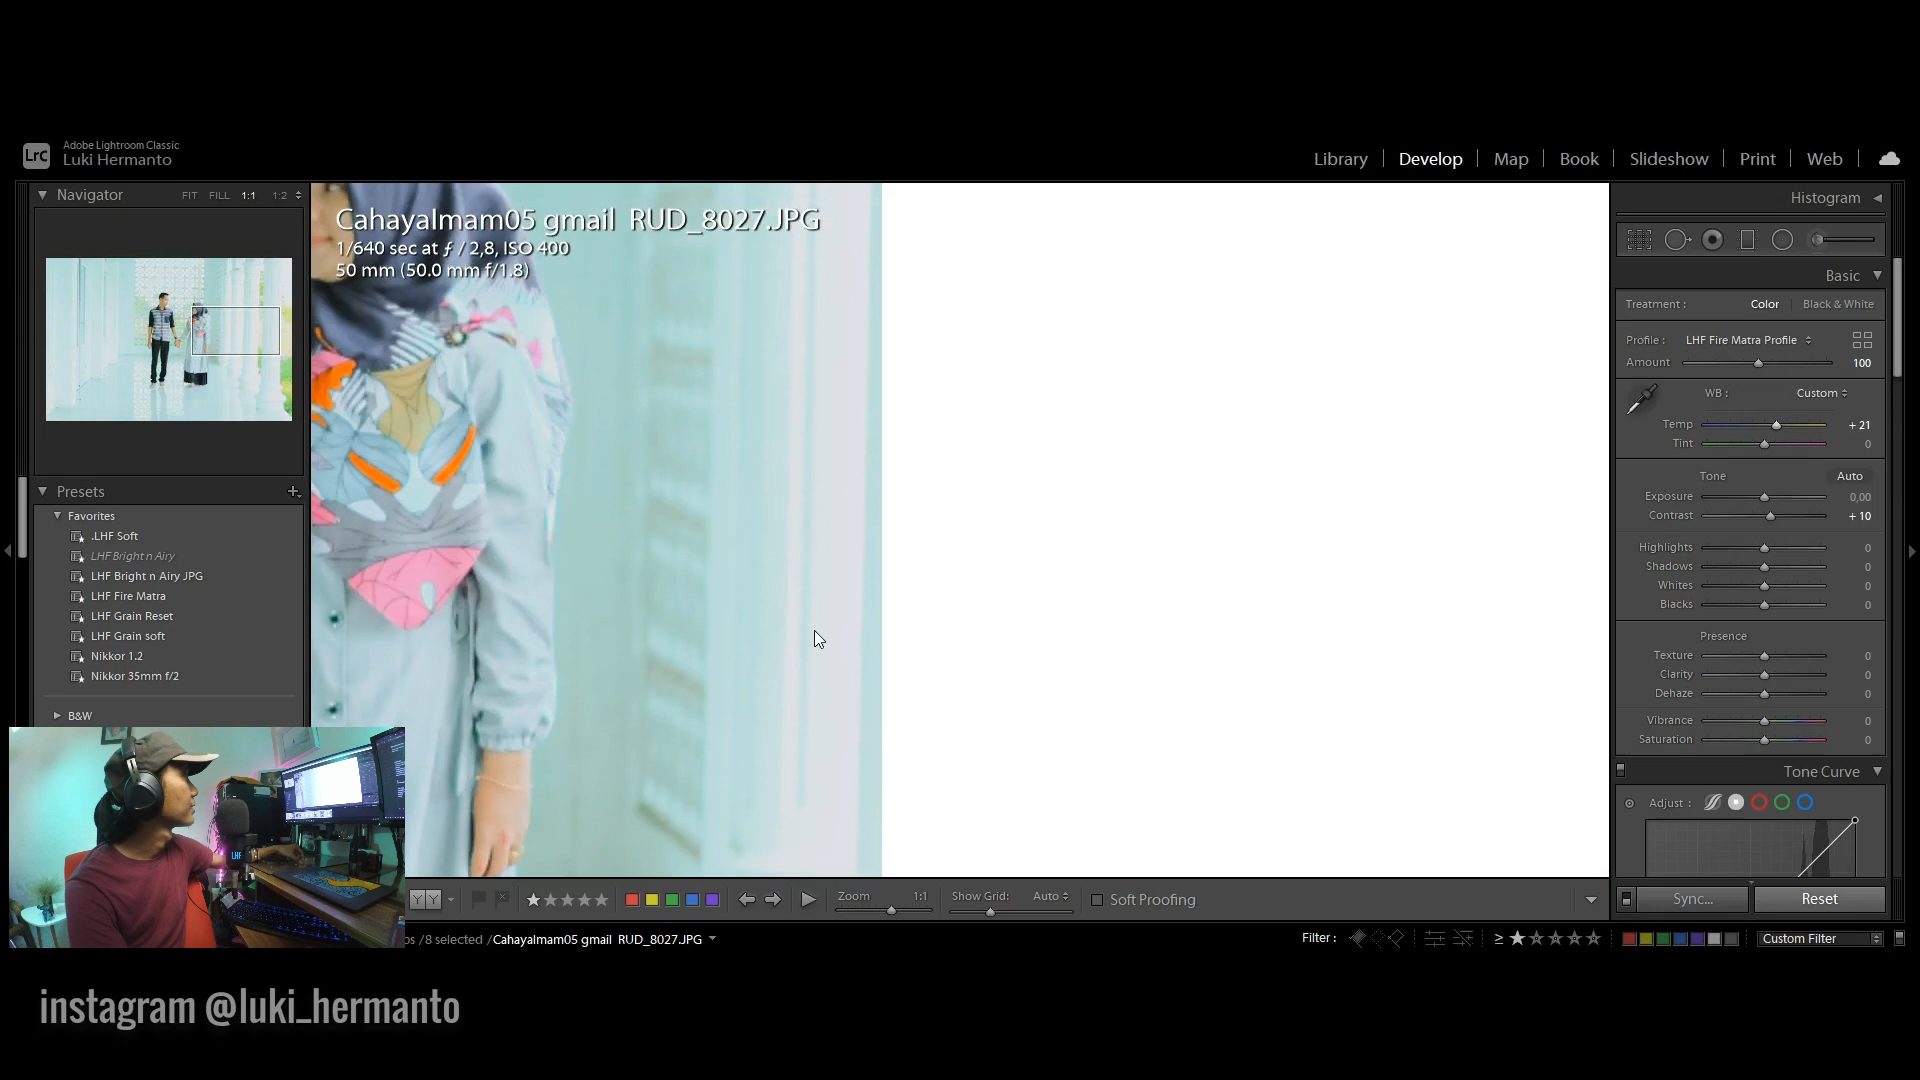 LrC
Adobe Lightroom Classic
Luki Hermanto
Library
Develop
Map
Book
Slideshow
Print
Web
Navigator
FIT
FILL
1:1
1:2
Presets
Favorites
.LHF Soft
LHF Bright n Airy
LHF Bright n Airy JPG
LHF Fire Matra
LHF Grain Reset
LHF Grain soft
Nikkor 1.2
Nikkor 35mm f/2
B&W
CahayaImam05 gmail RUD_8027.JPG
1/640 sec at ƒ / 2,8, ISO 400
50 mm (50.0 mm f/1.8)
Histogram
Basic
Treatment :
Color
Black & White
Profile :
LHF Fire Matra Profile
Amount
100
WB :
Custom
Temp
+ 21
Tint
0
Tone
Auto
Exposure
0,00
Contrast
+ 10
Highlights
0
Shadows
0
Whites
0
Blacks
0
Presence
Texture
0
Clarity
0
Dehaze
0
Vibrance
0
Saturation
0
Tone Curve
Adjust :
Sync...
Reset
LHF
YY
Zoom
1:1
Show Grid:
Auto
Soft Proofing
/8 selected /CahayaImam05 gmail RUD_8027.JPG
Filter :
≥
Custom Filter
instagram @luki_hermanto